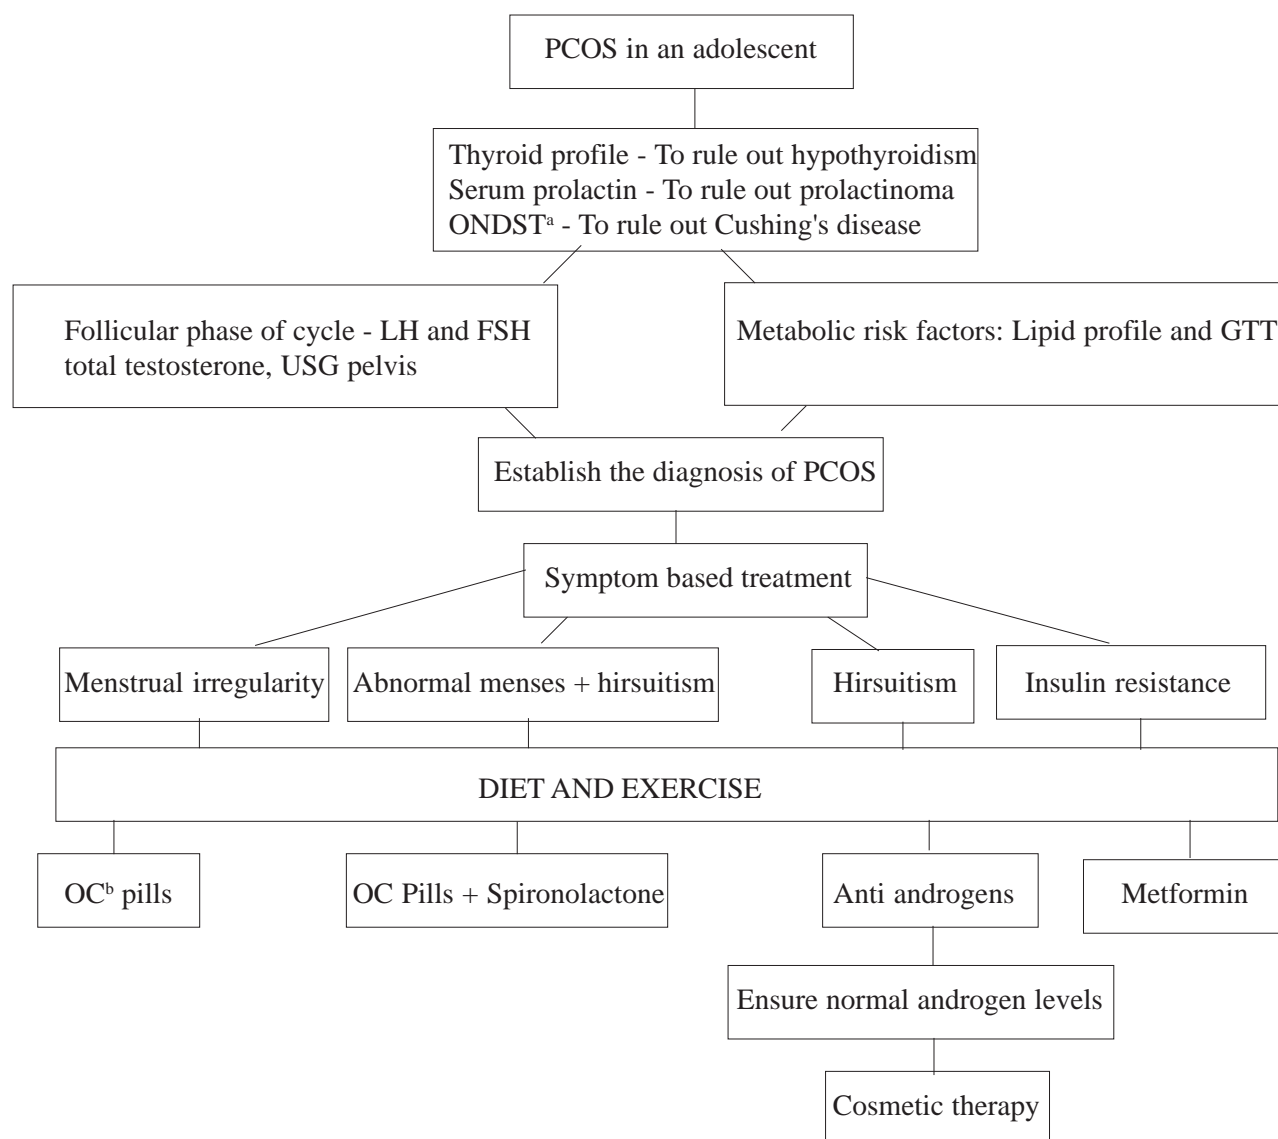 PCOS in an adolescent
Thyroid profile - To rule out hypothyroidism
Serum prolactin - To rule out prolactinoma
ONDSTᵃ - To rule out Cushing's disease
Follicular phase of cycle - LH and FSH
total testosterone, USG pelvis
Metabolic risk factors: Lipid profile and GTT
Establish the diagnosis of PCOS
Symptom based treatment
Menstrual irregularity
Abnormal menses + hirsuitism
Hirsuitism
Insulin resistance
DIET AND EXERCISE
OCᵇ pills
OC Pills + Spironolactone
Anti androgens
Metformin
Ensure normal androgen levels
Cosmetic therapy